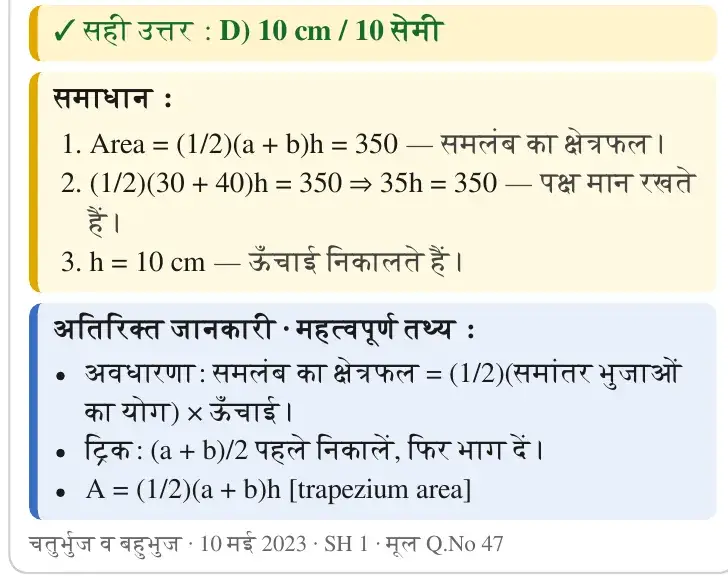 ✓ सही उत्तर : D) 10 cm / 10 सेमी
समाधान :
1. Area = (1/2)(a + b)h = 350 — समलंब का क्षेत्रफल।
2. (1/2)(30 + 40)h = 350 ⇒ 35h = 350 — पक्ष मान रखते
हैं।
3. h = 10 cm — ऊँचाई निकालते हैं।
अतिरिक्त जानकारी · महत्वपूर्ण तथ्य :
• अवधारणा : समलंब का क्षेत्रफल = (1/2)(समांतर भुजाओं
का योग) × ऊँचाई।
• ट्रिक : (a + b)/2 पहले निकालें, फिर भाग दें।
• A = (1/2)(a + b)h [trapezium area]
चतुर्भुज व बहुभुज · 10 मई 2023 · SH 1 · मूल Q.No 47